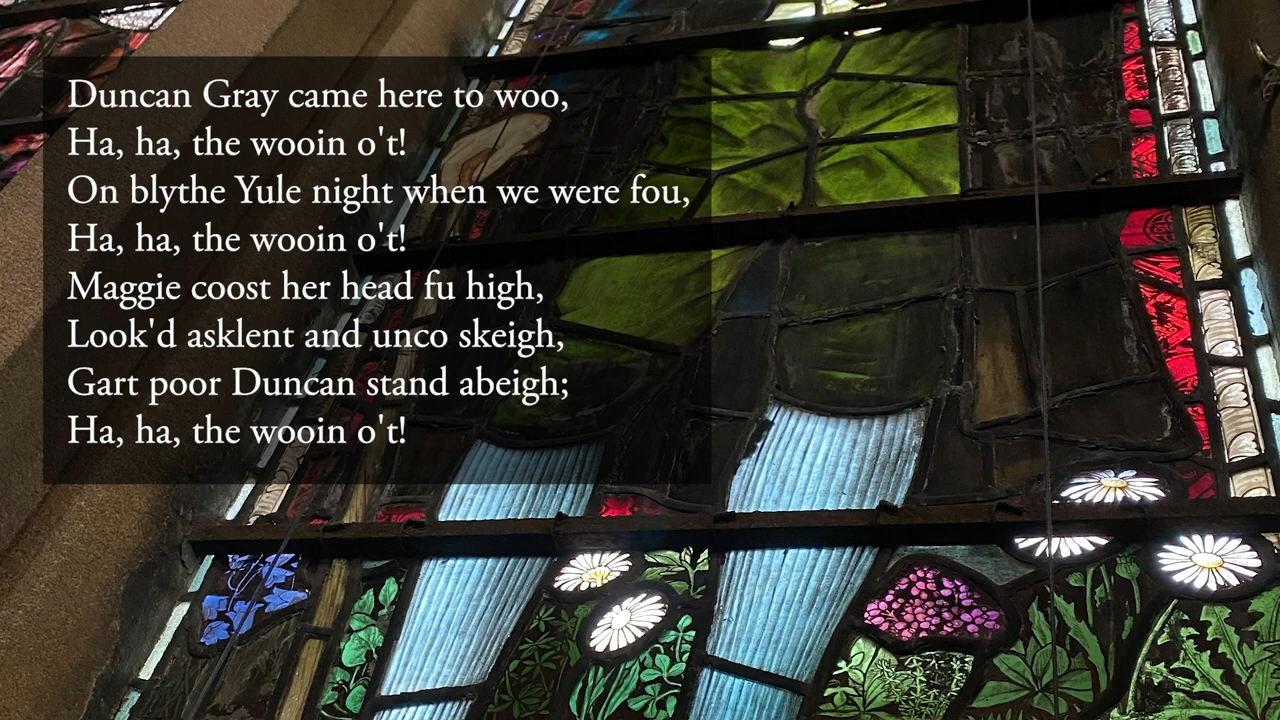 Duncan Gray came here to woo,
Ha, ha, the wooin o't!
On blythe Yule night when we were fou,
Ha, ha, the wooin o't!
Maggie coost her head fu high,
Look'd asklent and unco skeigh,
Gart poor Duncan stand abeigh;
Ha, ha, the wooin o't!